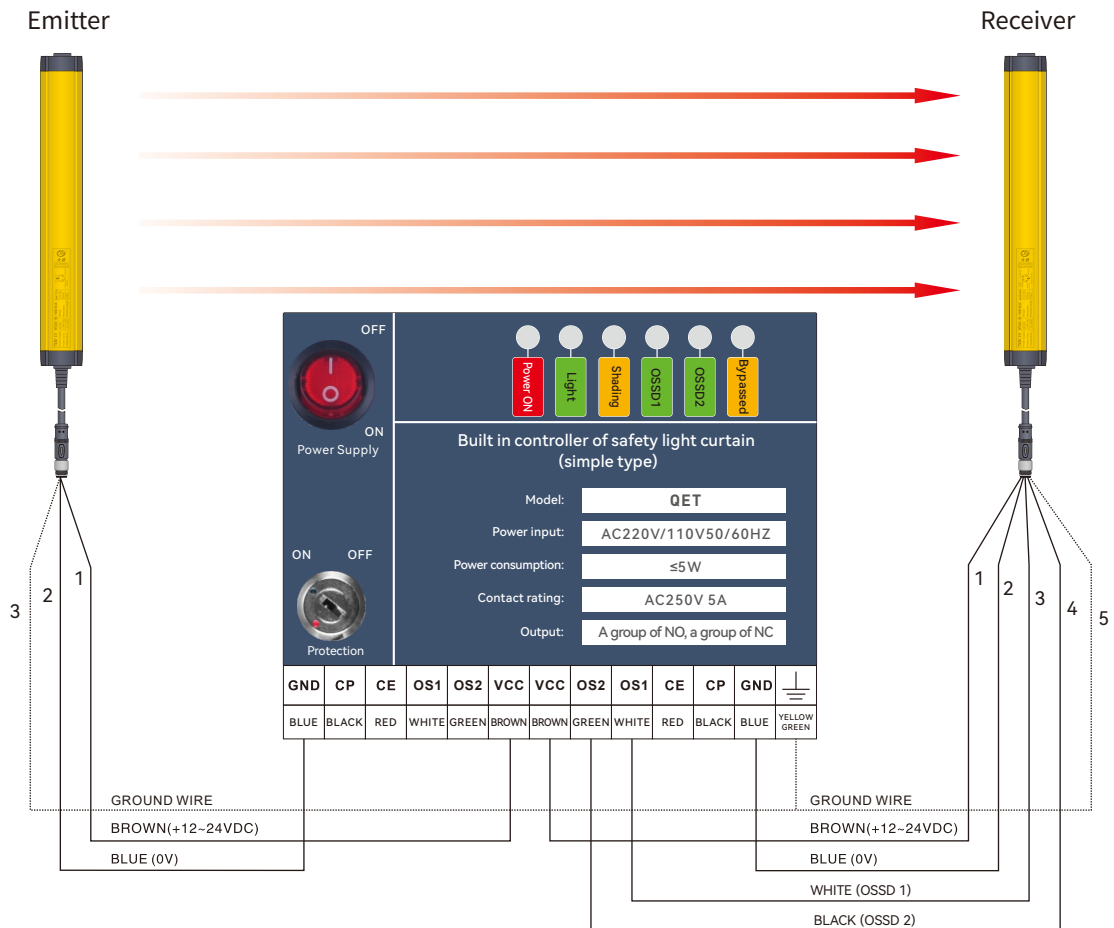 Emitter
Receiver
OFF
ON
Power Supply
Power ON
Light
Shading
OSSD1
OSSD2
Bypassed
Built in controller of safety light curtain
(simple type)
Model: QET
Power input: AC220V/110V50/60HZ
Power consumption: ≤5W
Contact rating: AC250V 5A
Output: A group of NO, a group of NC
ON OFF
Protection
3 2 1
1 2 3 4 5
GND CP CE OS1 OS2 VCC VCC OS2 OS1 CE CP GND
BLUE BLACK RED WHITE GREEN BROWN BROWN GREEN WHITE RED BLACK BLUE YELLOW
GREEN
GROUND WIRE
BROWN(+12~24VDC)
BLUE (0V)
GROUND WIRE
BROWN(+12~24VDC)
BLUE (0V)
WHITE (OSSD 1)
BLACK (OSSD 2)